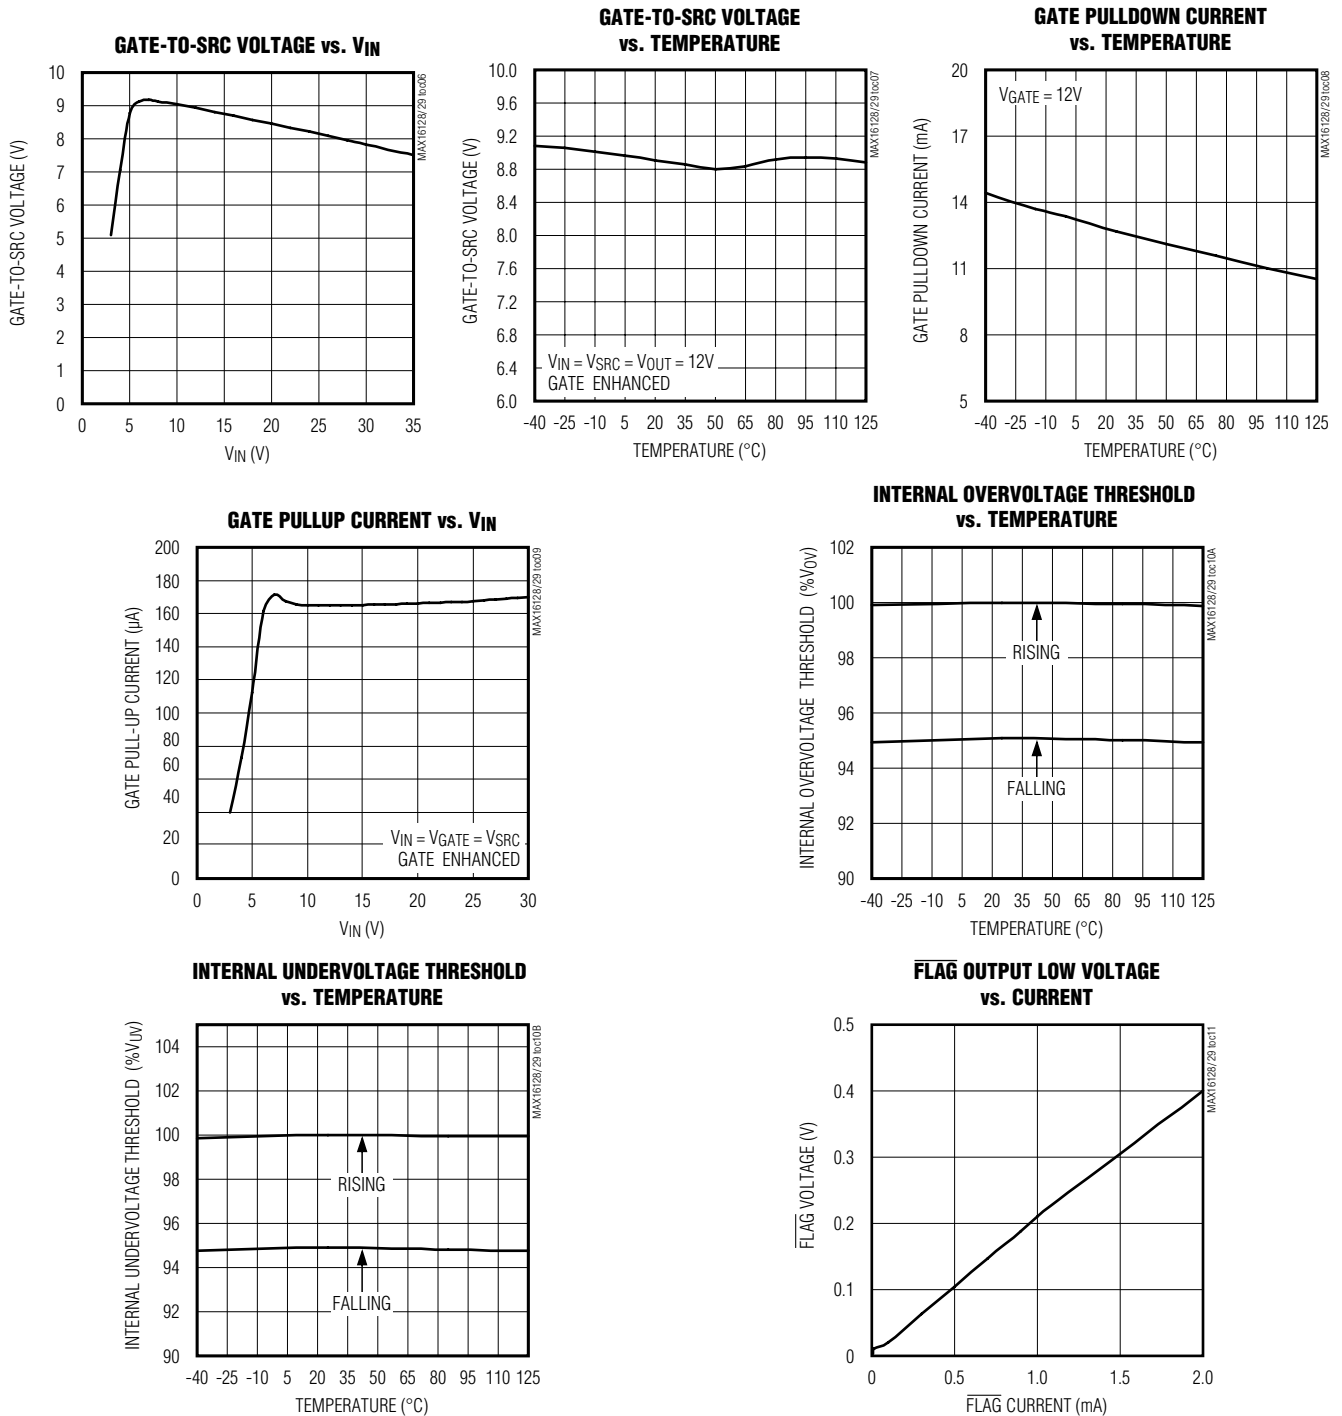 GATE-TO-SRC VOLTAGE vs. VIN
GATE-TO-SRC VOLTAGE (V)
10
9
8
7
6
5
4
3
2
1
0
0 5 10 15 20 25 30 35
VIN (V)
MAX16128/29 toc06
GATE-TO-SRC VOLTAGE
vs. TEMPERATURE
GATE-TO-SRC VOLTAGE (V)
10.0
9.6
9.2
8.8
8.4
8.0
7.6
7.2
6.8
6.4
6.0
VIN = VSRC = VOUT = 12V
GATE ENHANCED
-40 -25 -10 5 20 35 50 65 80 95 110 125
TEMPERATURE (°C)
MAX16128/29 toc07
GATE PULLDOWN CURRENT
vs. TEMPERATURE
GATE PULLDOWN CURRENT (mA)
20
17
14
11
8
5
VGATE = 12V
-40 -25 -10 5 20 35 50 65 80 95 110 125
TEMPERATURE (°C)
MAX16128/29 toc08
GATE PULLUP CURRENT vs. VIN
GATE PULL-UP CURRENT (µA)
200
180
160
140
120
100
80
60
40
20
0
VIN = VGATE = VSRC
GATE ENHANCED
0 5 10 15 20 25 30
VIN (V)
MAX16128/29 toc09
INTERNAL OVERVOLTAGE THRESHOLD
vs. TEMPERATURE
INTERNAL OVERVOLTAGE THRESHOLD (%VOV)
102
100
98
96
94
92
90
RISING
FALLING
-40 -25 -10 5 20 35 50 65 80 95 110 125
TEMPERATURE (°C)
MAX16128/29 toc10A
INTERNAL UNDERVOLTAGE THRESHOLD
vs. TEMPERATURE
INTERNAL UNDERVOLTAGE THRESHOLD (%VUV)
104
102
100
98
96
94
92
90
RISING
FALLING
-40 -25 -10 5 20 35 50 65 80 95 110 125
TEMPERATURE (°C)
MAX16128/29 toc10B
FLAG OUTPUT LOW VOLTAGE
vs. CURRENT
FLAG VOLTAGE (V)
0.5
0.4
0.3
0.2
0.1
0
0 0.5 1.0 1.5 2.0
FLAG CURRENT (mA)
MAX16128/29 toc11